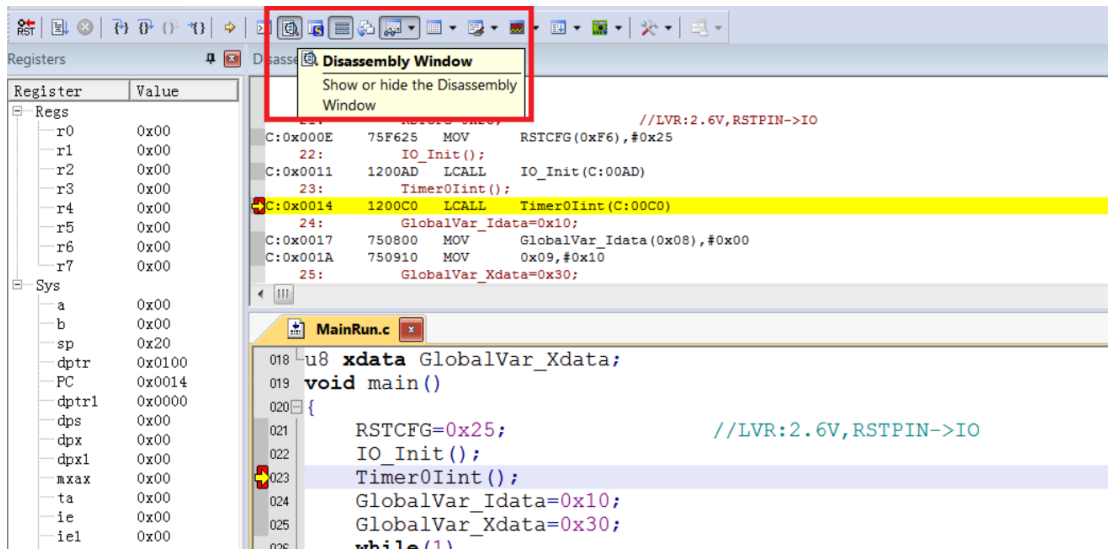 RST
Registers
Disasse
Disassembly Window
Show or hide the Disassembly
Window
Register Value
Regs
r0 0x00
r1 0x00
r2 0x00
r3 0x00
r4 0x00
r5 0x00
r6 0x00
r7 0x00
Sys
a 0x00
b 0x00
sp 0x20
dptr 0x0100
PC 0x0014
dptr1 0x0000
dps 0x00
dpx 0x00
dpx1 0x00
mxax 0x00
ta 0x00
ie 0x00
ie1 0x00
//LVR:2.6V,RSTPIN->IO
C:0x000E 75F625 MOV RSTCFG(0xF6),#0x25
22: IO_Init();
C:0x0011 1200AD LCALL IO_Init(C:00AD)
23: Timer0Iint();
C:0x0014 1200C0 LCALL Timer0Iint(C:00C0)
24: GlobalVar_Idata=0x10;
C:0x0017 750800 MOV GlobalVar_Idata(0x08),#0x00
C:0x001A 750910 MOV 0x09,#0x10
25: GlobalVar_Xdata=0x30;
MainRun.c
018 u8 xdata GlobalVar_Xdata;
019 void main()
020 {
021 RSTCFG=0x25; //LVR:2.6V,RSTPIN->IO
022 IO_Init();
023 Timer0Iint();
024 GlobalVar_Idata=0x10;
025 GlobalVar_Xdata=0x30;
026 while(1)